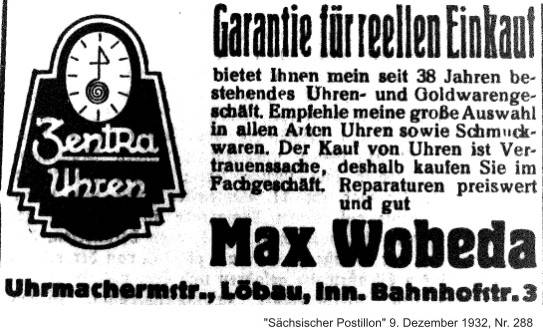 Garantie für reellen Einkauf
bietet Ihnen mein seit 38 Jahren be-
stehendes Uhren- und Goldwarenge-
schäft. Empfehle meine große Auswahl
in allen Arten Uhren sowie Schmuck-
waren. Der Kauf von Uhren ist Ver-
trauenssache, deshalb kaufen Sie im
Fachgeschäft. Reparaturen preiswert
und gut
ZentRa
Uhren
Max Wobeda
Uhrmachermstr., Löbau, Inn. Bahnhofstr. 3
"Sächsischer Postillon" 9. Dezember 1932, Nr. 288